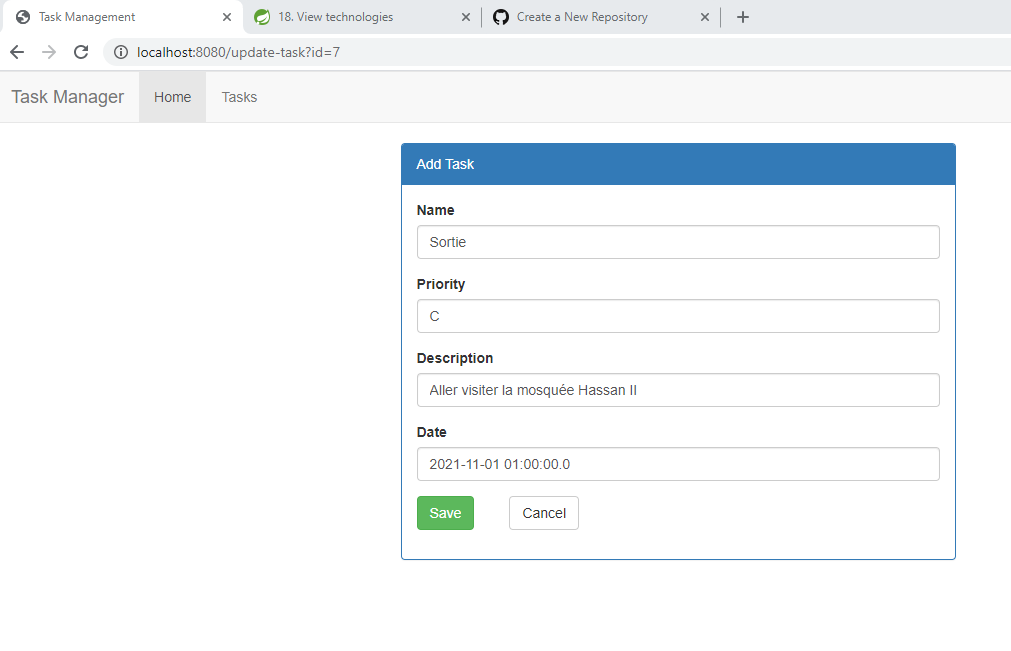 Task Management
18. View technologies
Create a New Repository
localhost:8080/update-task?id=7
Task Manager Home Tasks
Add Task
Name
Sortie
Priority
C
Description
Aller visiter la mosquée Hassan II
Date
2021-11-01 01:00:00.0
Save Cancel